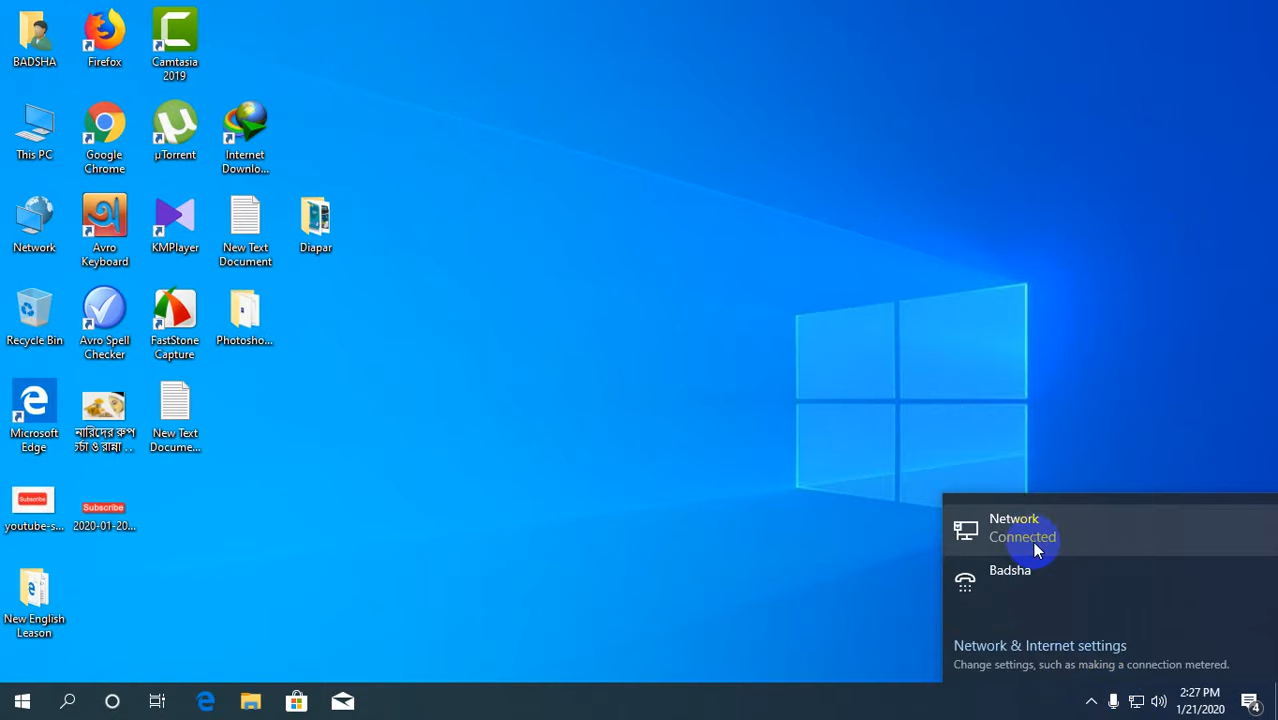 BADSHA
Firefox
Camtasia
2019
This PC
Google
Chrome
µTorrent
Internet
Downlo...
Network
Avro
Keyboard
KMPlayer
New Text
Document
Diapar
Recycle Bin
Avro Spell
Checker
FastStone
Capture
Photosho...
Microsoft
Edge
নারিদের রুপ
চর্চা ও রান্না ...
New Text
Docume...
Subscribe
youtube-s...
Subscribe
2020-01-20...
New English
Leason
Network
Connected
Badsha
Network & Internet settings
Change settings, such as making a connection metered.
2:27 PM
1/21/2020
4